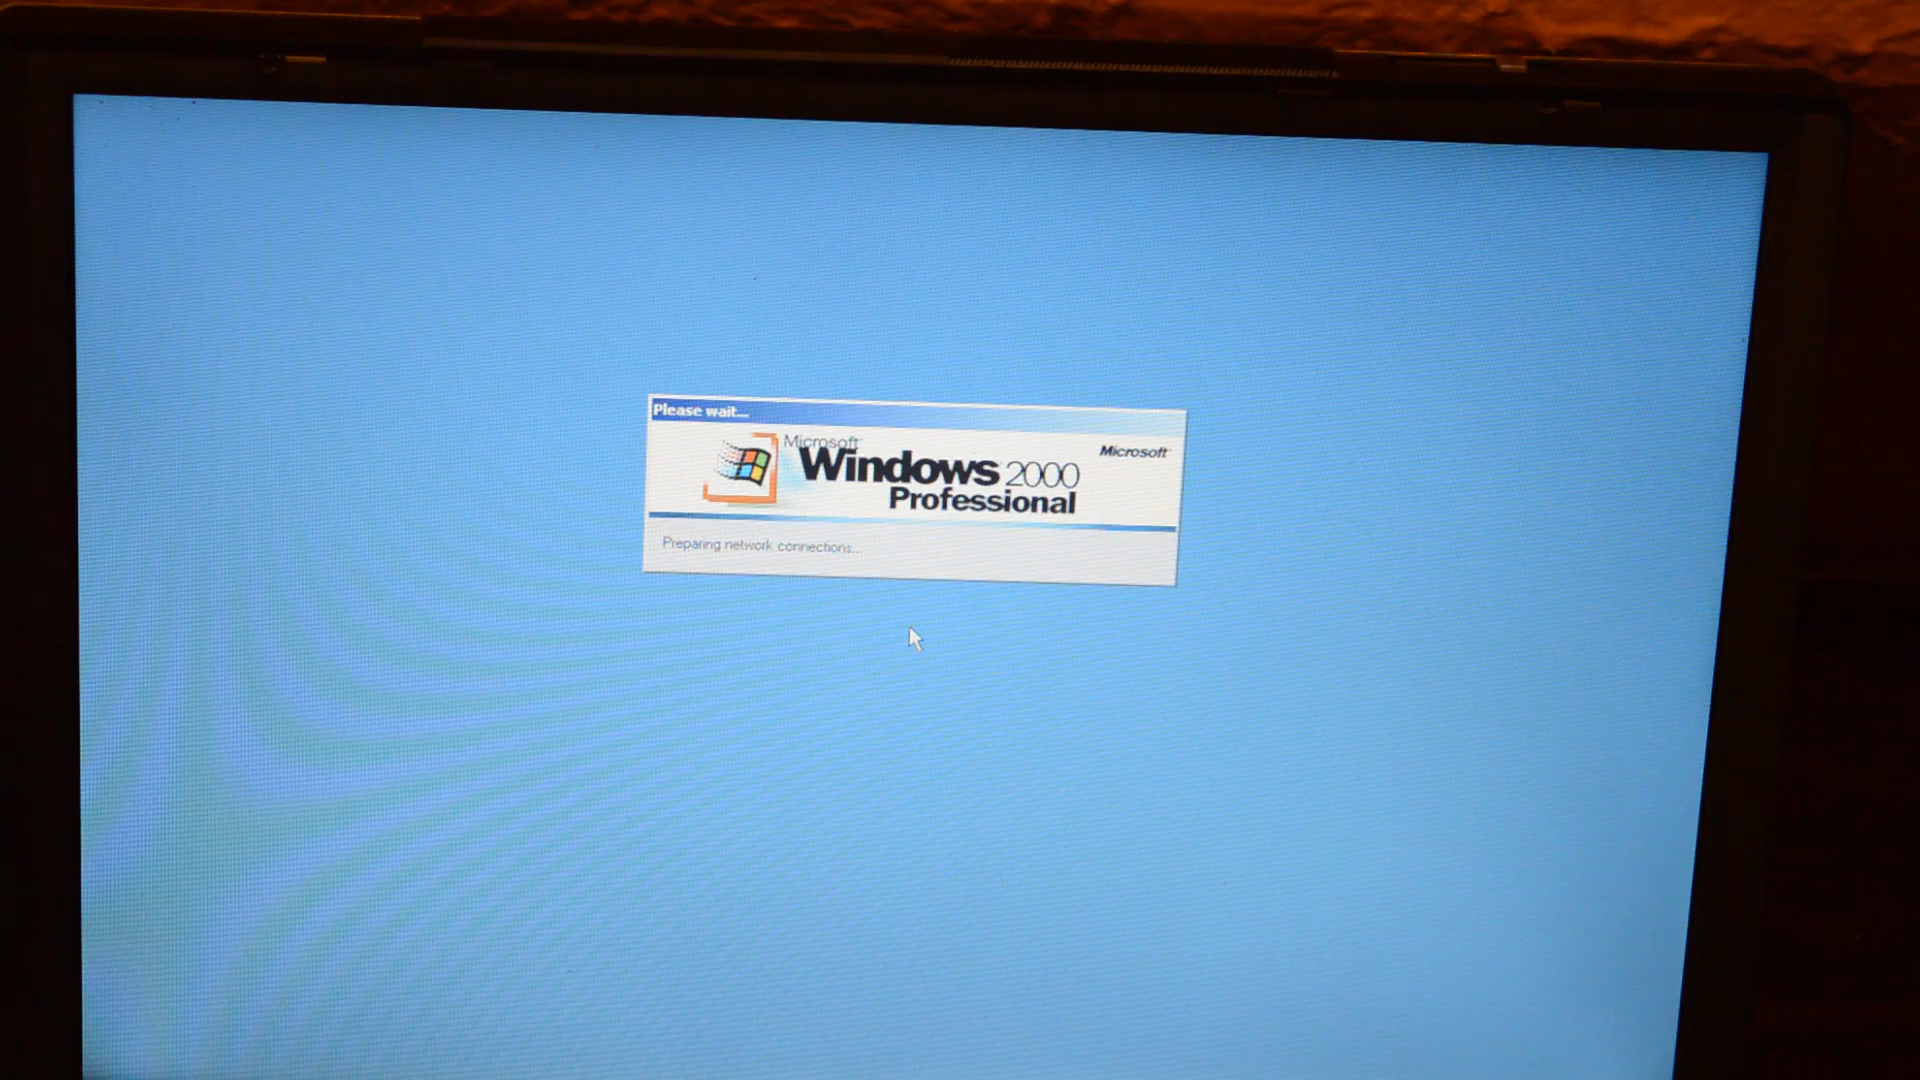 Please wait...
Microsoft
Windows 2000
Professional
Microsoft
Preparing network connections...